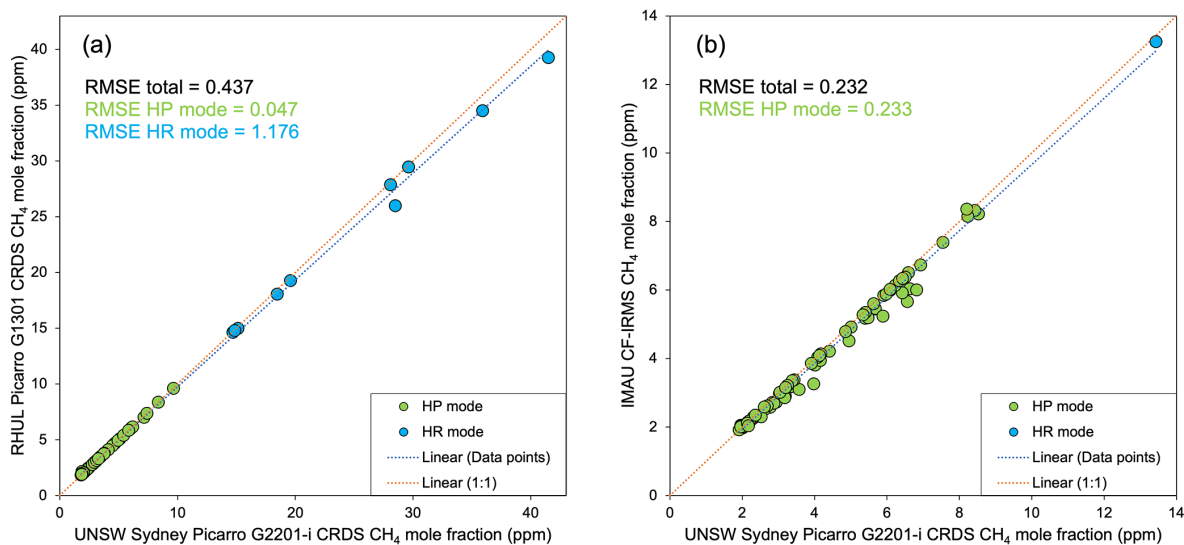 (a)
RMSE total = 0.437
RMSE HP mode = 0.047
RMSE HR mode = 1.176
RHUL Picarro G1301 CRDS CH₄ mole fraction (ppm)
40
35
30
25
20
15
10
5
0
HP mode
HR mode
Linear (Data points)
Linear (1:1)
0 10 20 30 40
UNSW Sydney Picarro G2201-i CRDS CH₄ mole fraction (ppm)
(b)
RMSE total = 0.232
RMSE HP mode = 0.233
IMAU CF-IRMS CH₄ mole fraction (ppm)
14
12
10
8
6
4
2
0
HP mode
HR mode
Linear (Data points)
Linear (1:1)
0 2 4 6 8 10 12 14
UNSW Sydney Picarro G2201-i CRDS CH₄ mole fraction (ppm)